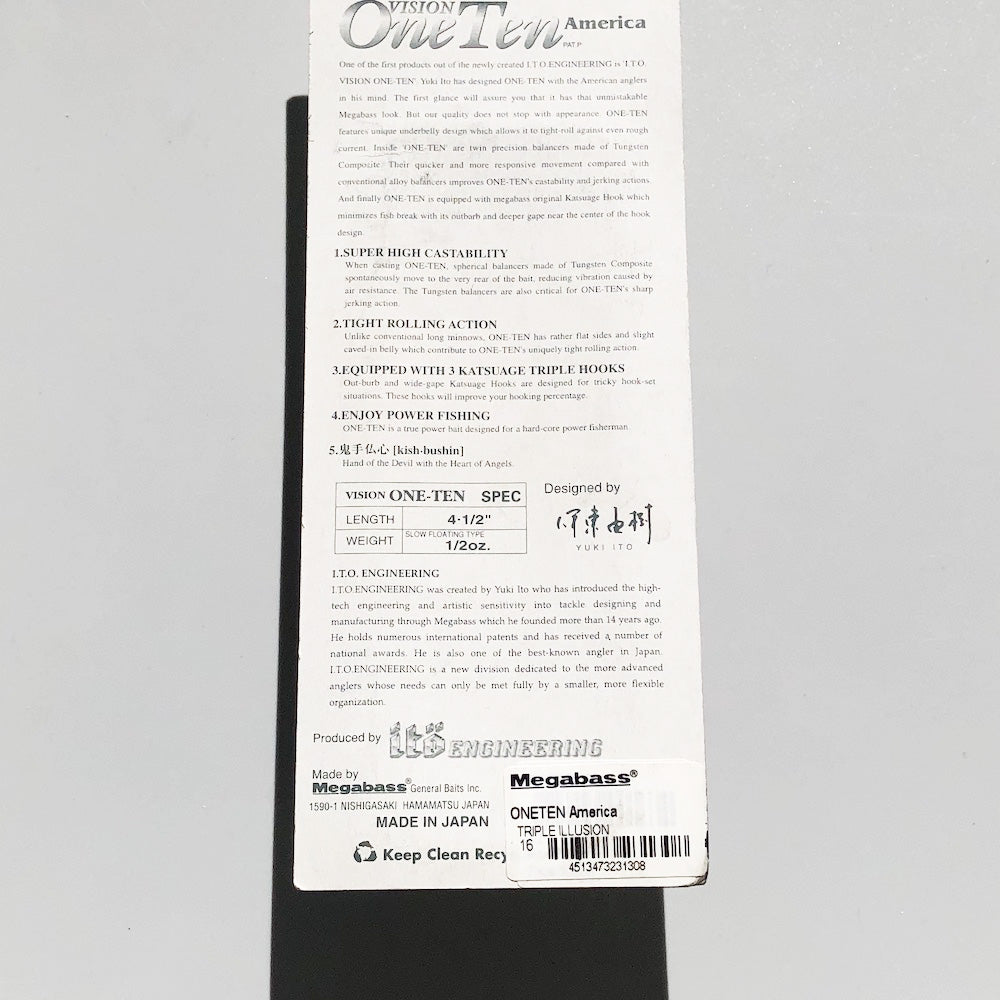 VISION
One Ten America
PAT P
One of the first products out of the newly created I.T.O.ENGINEERING is 'I.T.O.
VISION ONE-TEN'. Yuki Ito has designed ONE-TEN with the American anglers
in his mind. The first glance will assure you that it has that unmistakable
Megabass look. But our quality does not stop with appearance. ONE-TEN
features unique underbelly design which allows it to tight-roll against even rough
current. Inside 'ONE-TEN' are twin precision balancers made of Tungsten
Composite. Their quicker and more responsive movement compared with
conventional alloy balancers improves ONE-TEN's castability and jerking actions.
And finally ONE-TEN is equipped with megabass original Katsuage Hook which
minimizes fish break with its outbarb and deeper gape near the center of the hook
design.
1.SUPER HIGH CASTABILITY
When casting ONE-TEN, spherical balancers made of Tungsten Composite
spontaneously move to the very rear of the bait, reducing vibration caused by
air resistance. The Tungsten balancers are also critical for ONE-TEN's sharp
jerking action.
2.TIGHT ROLLING ACTION
Unlike conventional long minnows, ONE-TEN has rather flat sides and slight
caved-in belly which contribute to ONE-TEN's uniquely tight rolling action.
3.EQUIPPED WITH 3 KATSUAGE TRIPLE HOOKS
Out-burb and wide-gape Katsuage Hooks are designed for tricky hook-set
situations. These hooks will improve your hooking percentage.
4.ENJOY POWER FISHING
ONE-TEN is a true power bait designed for a hard-core power fisherman
5.鬼手仏心 [kish-bushin]
Hand of the Devil with the Heart of Angels.
VISION ONE-TEN SPEC
LENGTH 4·1/2"
WEIGHT SLOW FLOATING TYPE 1/2oz.
Designed by
伊東由樹
YUKI ITO
I.T.O. ENGINEERING
I.T.O.ENGINEERING was created by Yuki Ito who has introduced the high-
tech engineering and artistic sensitivity into tackle designing and
manufacturing through Megabass which he founded more than 14 years ago.
He holds numerous international patents and has received a number of
national awards. He is also one of the best-known angler in Japan.
I.T.O.ENGINEERING is a new division dedicated to the more advanced
anglers whose needs can only be met fully by a smaller, more flexible
organization.
Produced by itö ENGINEERING
Made by
Megabass® General Baits Inc.
1590-1 NISHIGASAKI HAMAMATSU JAPAN
MADE IN JAPAN
Keep Clean Recy
Megabass®
ONETEN America
TRIPLE ILLUSION
16
4513473231308